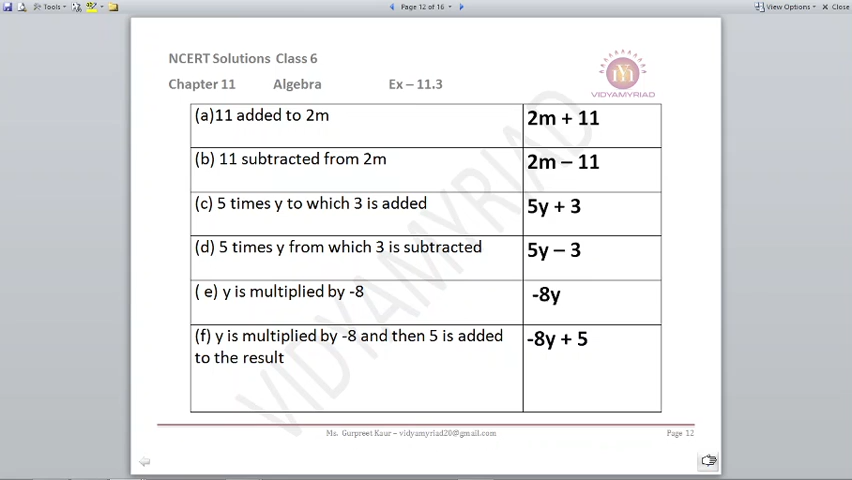 Tools
Page 12 of 16
View Options
Close
NCERT Solutions Class 6
Chapter 11 Algebra Ex – 11.3
VIDYAMYRIAD
(a)11 added to 2m
2m + 11
(b) 11 subtracted from 2m
2m – 11
(c) 5 times y to which 3 is added
5y + 3
(d) 5 times y from which 3 is subtracted
5y – 3
( e) y is multiplied by -8
-8y
(f) y is multiplied by -8 and then 5 is added
to the result
-8y + 5
VIDYAMYRIAD
Ms. Gurpreet Kaur – vidyamyriad20@gmail.com
Page 12